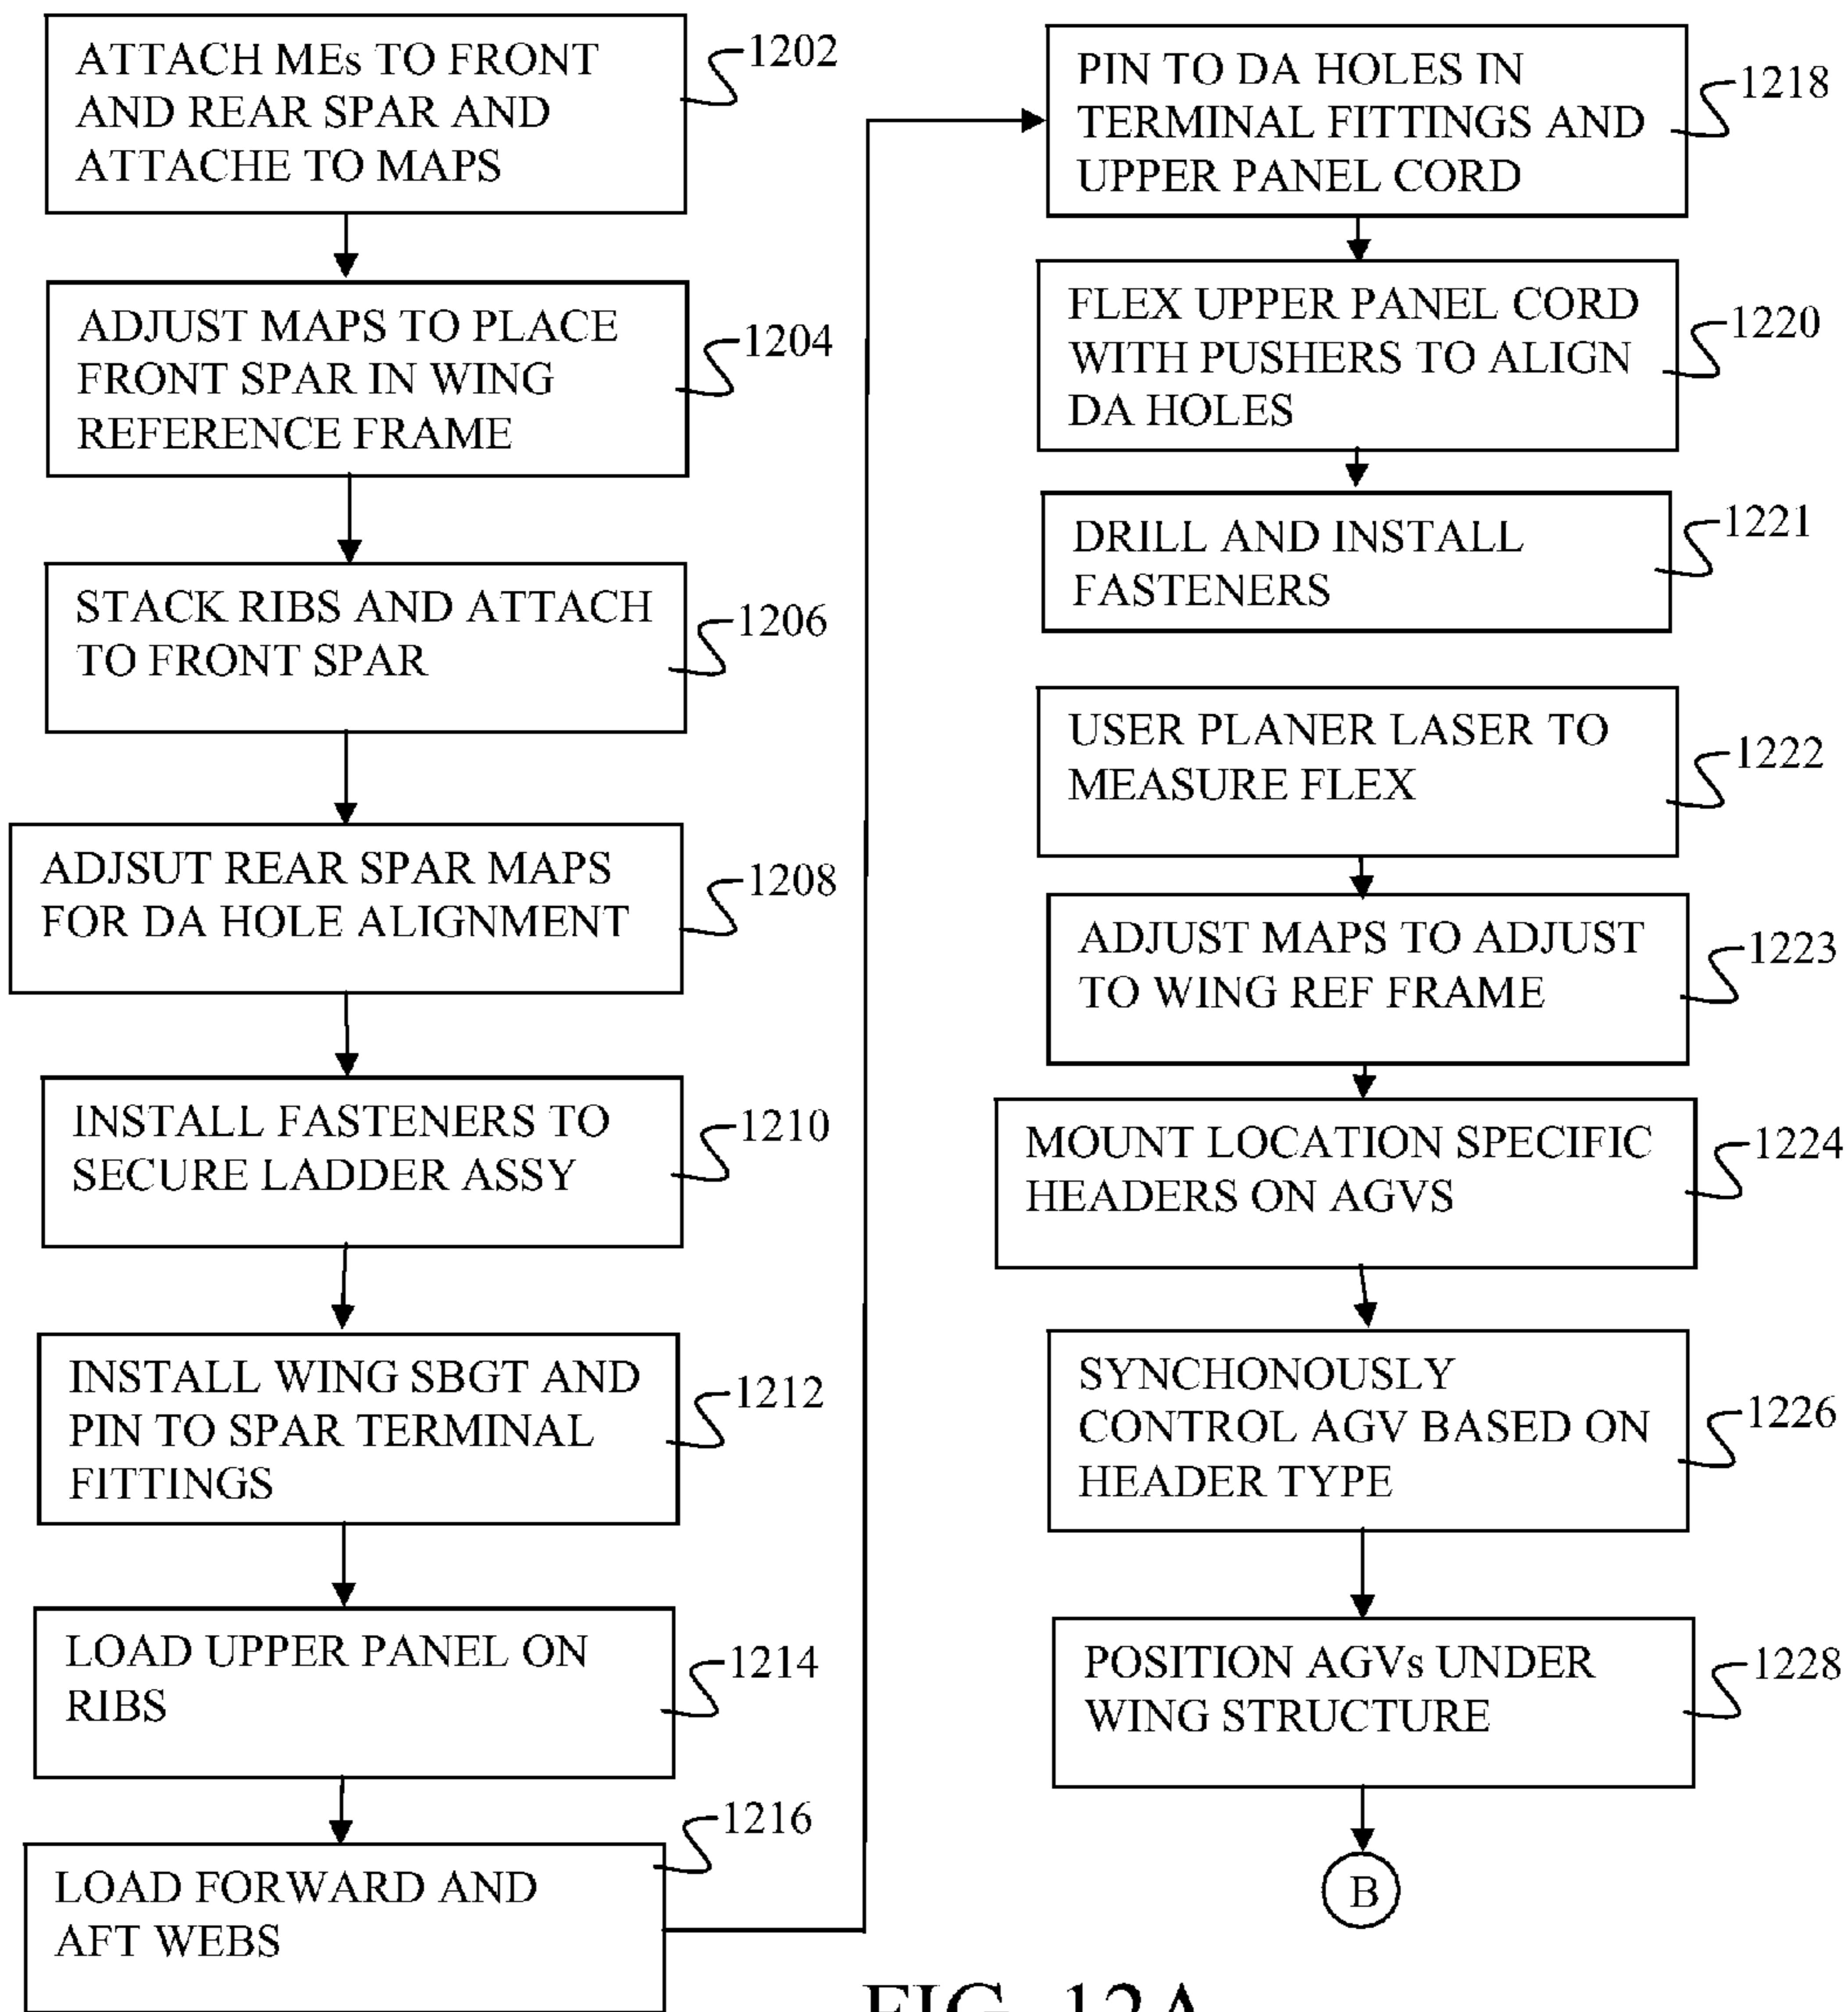 ATTACH MEs TO FRONT
AND REAR SPAR AND
ATTACHE TO MAPS
1202
ADJUST MAPS TO PLACE
FRONT SPAR IN WING
REFERENCE FRAME
1204
STACK RIBS AND ATTACH
TO FRONT SPAR
1206
ADJSUT REAR SPAR MAPS
FOR DA HOLE ALIGNMENT
1208
INSTALL FASTENERS TO
SECURE LADDER ASSY
1210
INSTALL WING SBGT AND
PIN TO SPAR TERMINAL
FITTINGS
1212
LOAD UPPER PANEL ON
RIBS
1214
LOAD FORWARD AND
AFT WEBS
1216
PIN TO DA HOLES IN
TERMINAL FITTINGS AND
UPPER PANEL CORD
1218
FLEX UPPER PANEL CORD
WITH PUSHERS TO ALIGN
DA HOLES
1220
DRILL AND INSTALL
FASTENERS
1221
USER PLANER LASER TO
MEASURE FLEX
1222
ADJUST MAPS TO ADJUST
TO WING REF FRAME
1223
MOUNT LOCATION SPECIFIC
HEADERS ON AGVS
1224
SYNCHONOUSLY
CONTROL AGV BASED ON
HEADER TYPE
1226
POSITION AGVs UNDER
WING STRUCTURE
1228
B
FIG. 12A